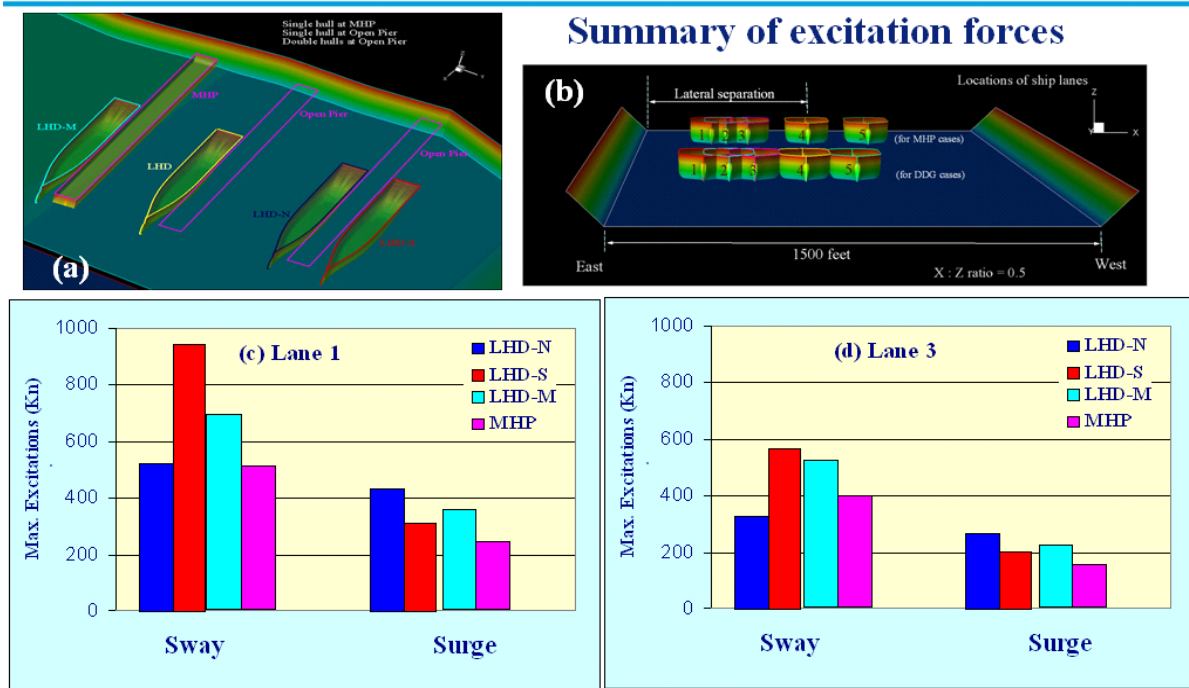 Summary of excitation forces
Single hull at MHP
Single hull at Open Pier
Double hulls at Open Pier
MHP
LHD-M
Open Pier
LHD
Open Pier
LHD-N
(a)
(b)
Locations of ship lanes
Lateral separation
Z
X
1 2 3 4 5
(for MHP cases)
1 2 3 4 5
(for DDG cases)
1500 feet
East
West
X : Z ratio = 0.5
(c) Lane 1
Max. Excitations (Kn)
1000
800
600
400
200
0
LHD-N
LHD-S
LHD-M
MHP
Sway
Surge
(d) Lane 3
Max. Excitations (Kn)
1000
800
600
400
200
0
LHD-N
LHD-S
LHD-M
MHP
Sway
Surge